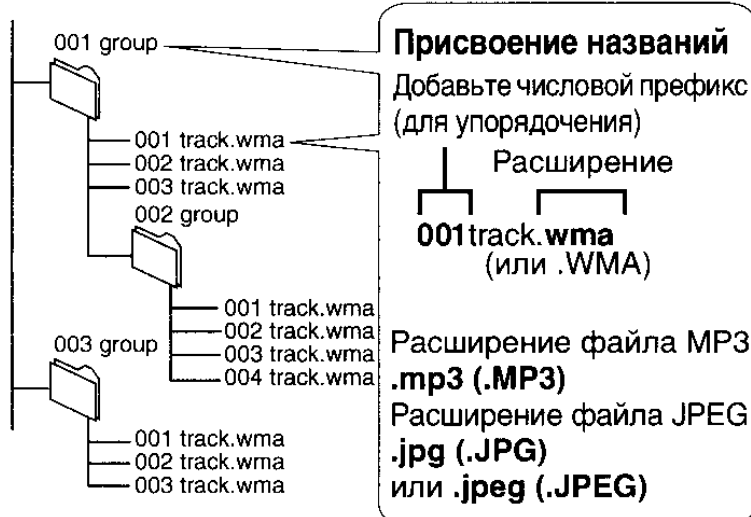 001 group
001 track.wma
002 track.wma
003 track.wma
002 group
001 track.wma
002 track.wma
003 track.wma
004 track.wma
003 group
001 track.wma
002 track.wma
003 track.wma
Присвоение названий
Добавьте числовой префикс
(для упорядочения)
Расширение
001track.wma
(или .WMA)
Расширение файла MP3
.mp3 (.MP3)
Расширение файла JPEG
.jpg (.JPG)
или .jpeg (.JPEG)